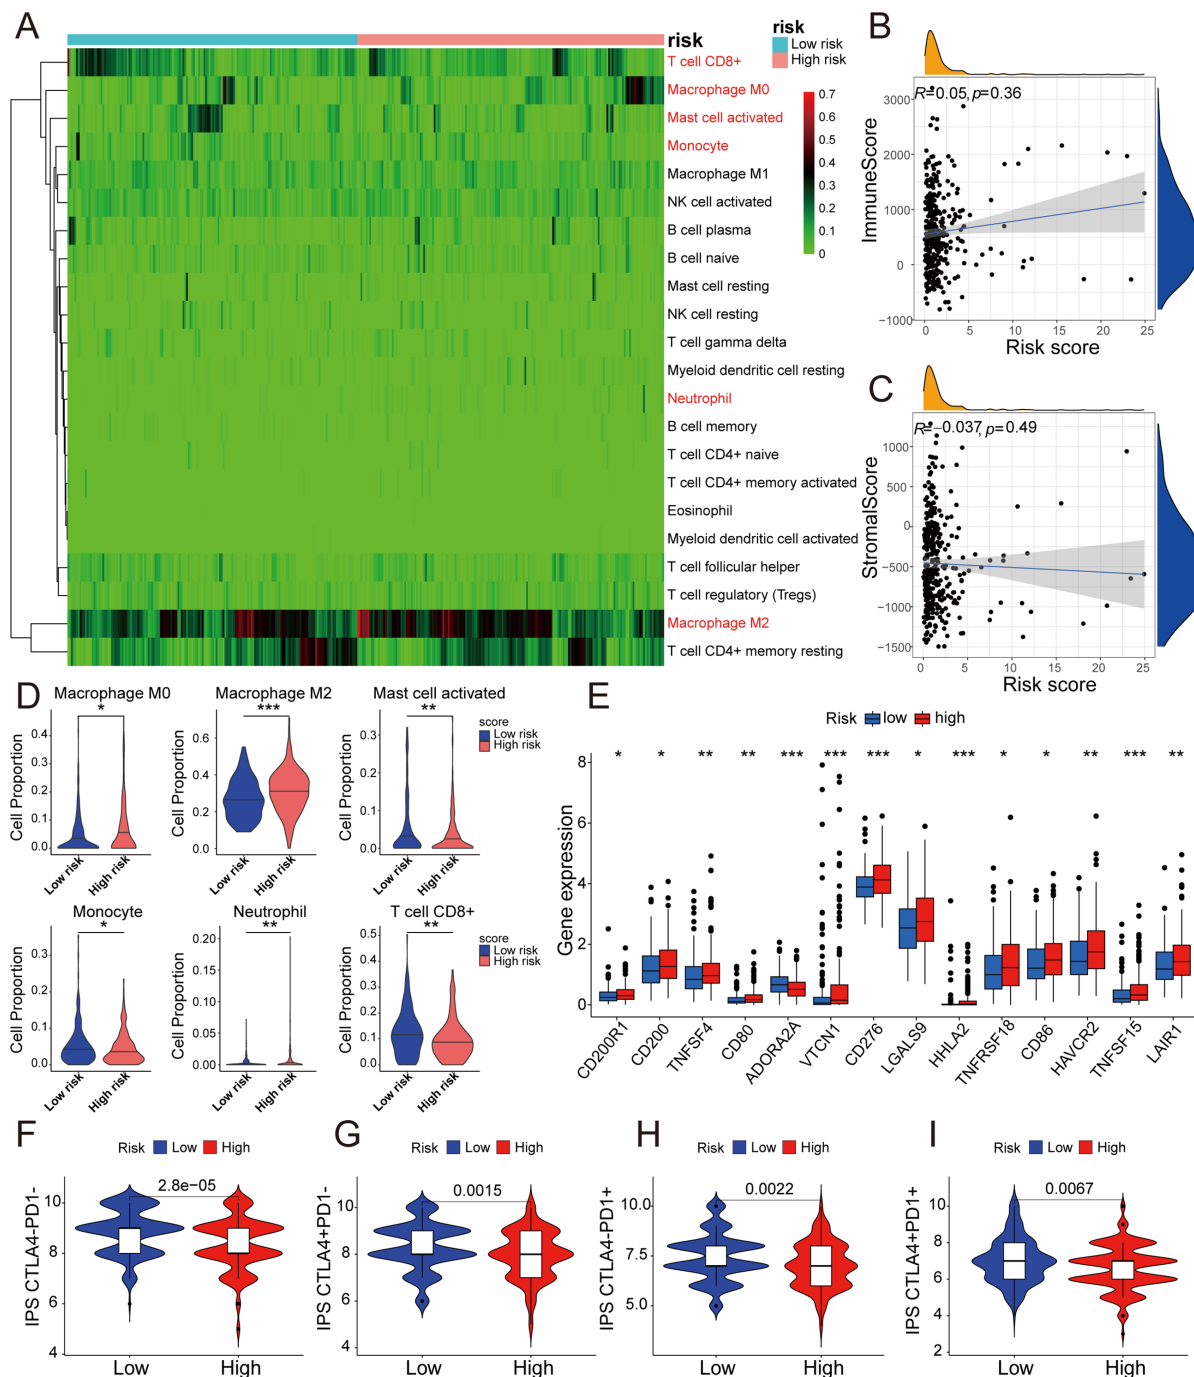 A
risk
Low risk
High risk
risk
T cell CD8+
Macrophage M0
Mast cell activated
Monocyte
Macrophage M1
NK cell activated
B cell plasma
B cell naive
Mast cell resting
NK cell resting
T cell gamma delta
Myeloid dendritic cell resting
Neutrophil
B cell memory
T cell CD4+ naive
T cell CD4+ memory activated
Eosinophil
Myeloid dendritic cell activated
T cell follicular helper
T cell regulatory (Tregs)
Macrophage M2
T cell CD4+ memory resting
0.7
0.6
0.5
0.4
0.3
0.2
0.1
0
B
R=0.05, p=0.36
ImmuneScore
3000
2000
1000
0
−1000
0 5 10 15 20 25
Risk score
C
R=−0.037, p=0.49
StromalScore
1000
500
0
−500
−1000
−1500
0 5 10 15 20 25
Risk score
D
Macrophage M0
*
Cell Proportion
0.4
0.3
0.2
0.1
0.0
Low risk
High risk
Macrophage M2
***
Cell Proportion
0.6
0.4
0.2
0.0
Low risk
High risk
Mast cell activated
**
Cell Proportion
0.3
0.2
0.1
0.0
Low risk
High risk
score
Low risk
High risk
Monocyte
*
Cell Proportion
0.3
0.2
0.1
0.0
Low risk
High risk
Neutrophil
**
Cell Proportion
0.20
0.15
0.10
0.05
0.00
Low risk
High risk
T cell CD8+
**
Cell Proportion
0.5
0.4
0.3
0.2
0.1
0.0
Low risk
High risk
score
Low risk
High risk
E
Risk low high
* * ** ** *** *** *** * *** * * ** *** **
Gene expression
8
6
4
2
0
CD200R1
CD200
TNFSF4
CD80
ADORA2A
VTCN1
CD276
LGALS9
HHLA2
TNFRSF18
CD86
HAVCR2
TNFSF15
LAIR1
F
Risk Low High
2.8e−05
IPS CTLA4-PD1-
10
8
6
4
Low High
G
Risk Low High
0.0015
IPS CTLA4+PD1-
10
8
6
4
Low High
H
Risk Low High
0.0022
IPS CTLA4-PD1+
10.0
7.5
5.0
Low High
I
Risk Low High
0.0067
IPS CTLA4+PD1+
10
8
6
4
2
Low High